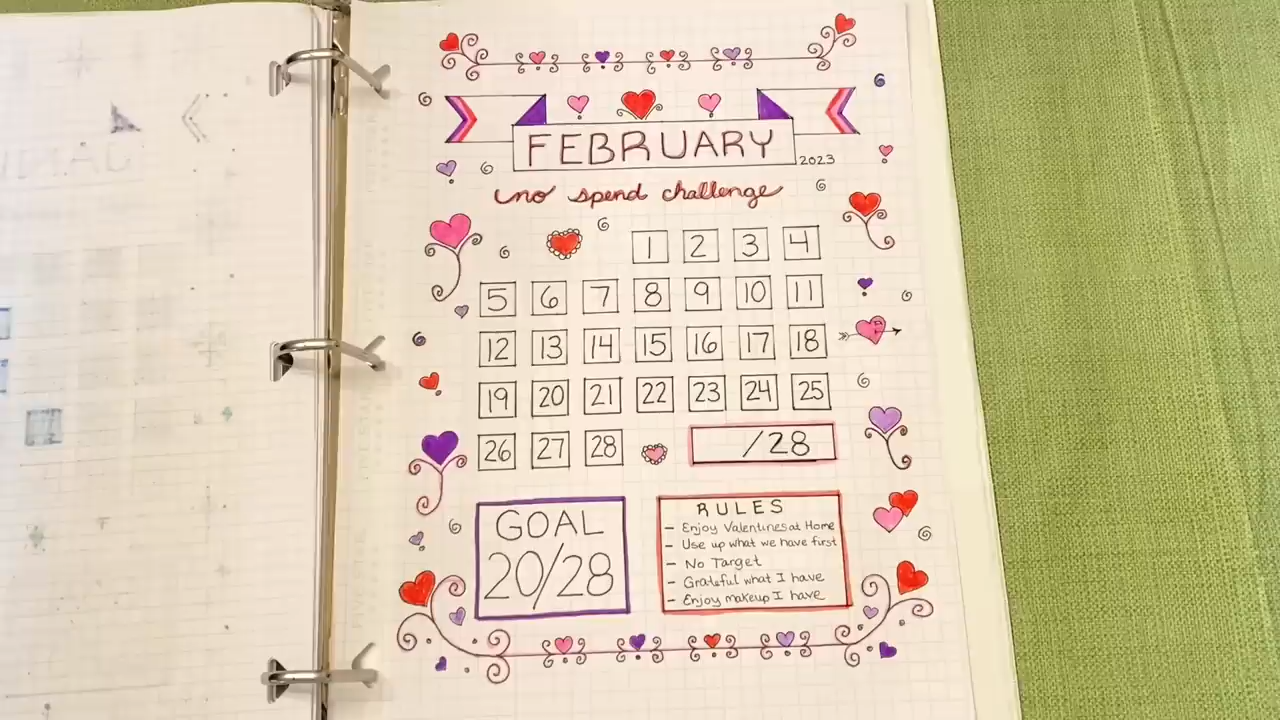 FEBRUARY
2023
no spend challenge
1 2 3 4
5 6 7 8 9 10 11
12 13 14 15 16 17 18
19 20 21 22 23 24 25
26 27 28
/28
GOAL
20/28
RULES
- Enjoy Valentines at Home
- Use up what we have first
- No Target
- Grateful what I have
- Enjoy makeup I have